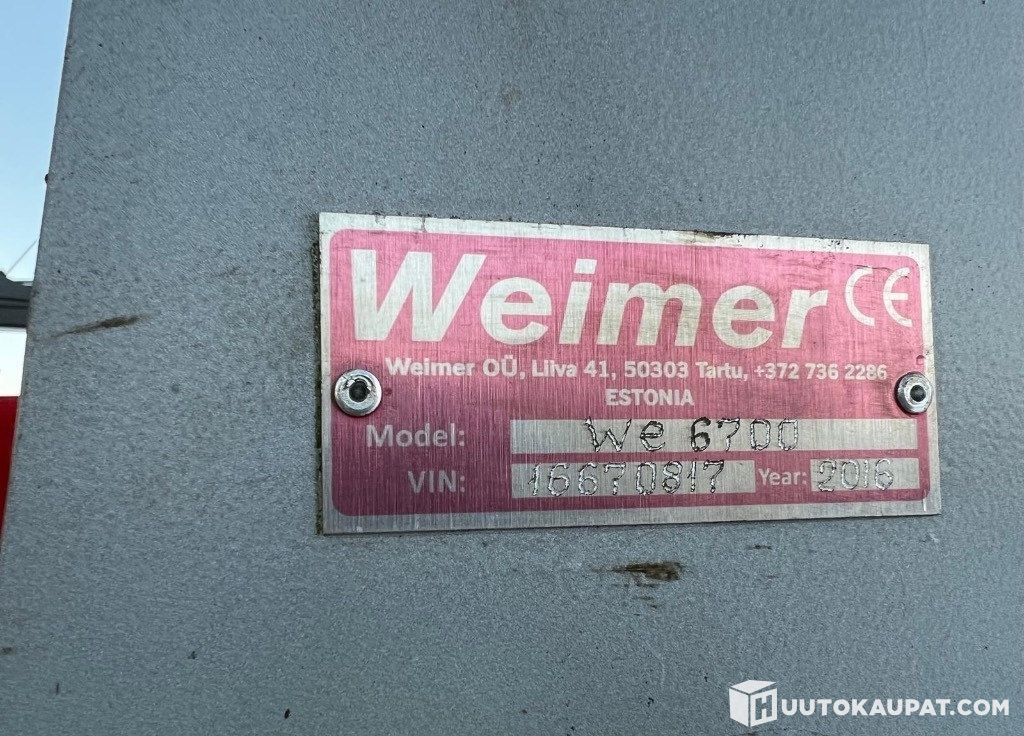 Weimer CE
Weimer OÜ, Liiva 41, 50303 Tartu, +372 736 2286
ESTONIA
Model: We 6700
VIN: 16670817 Year: 2016
HUUTOKAUPAT.COM